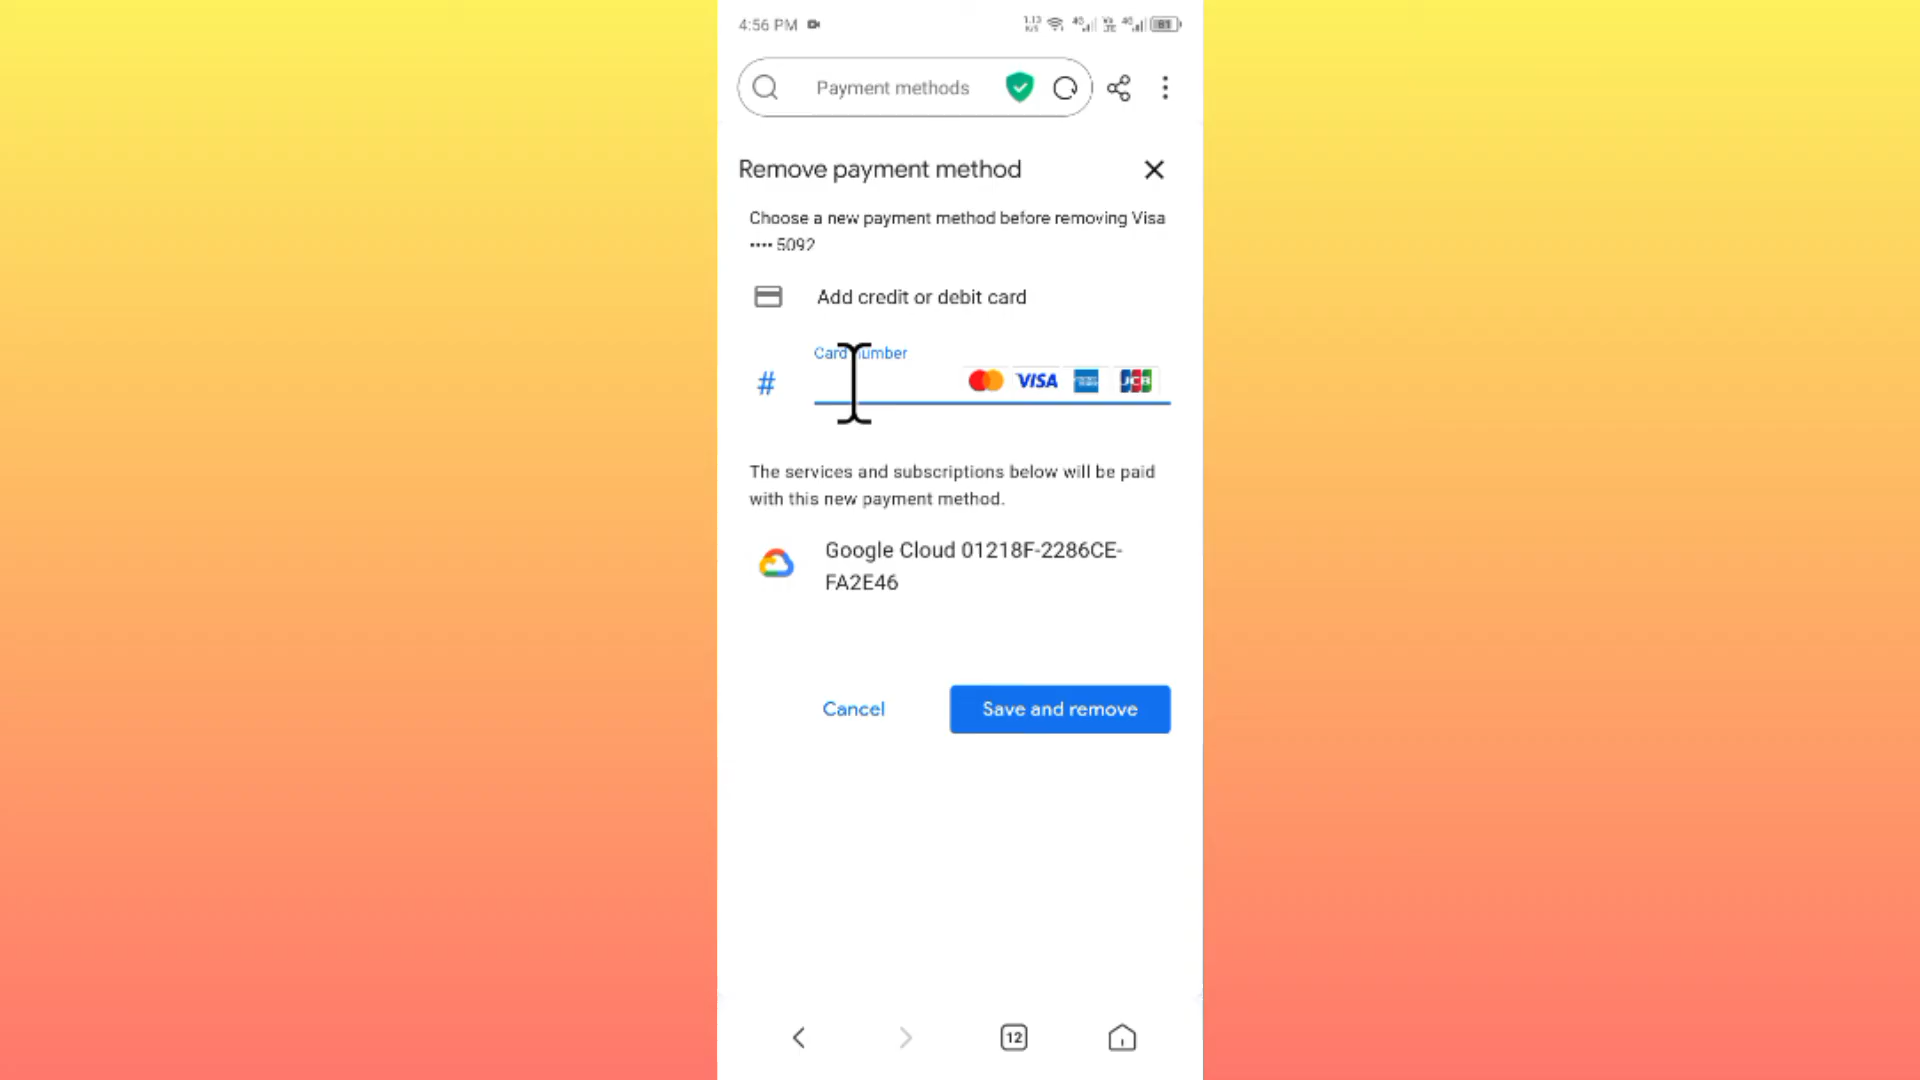 4:56 PM
Payment methods
Remove payment method
Choose a new payment method before removing Visa
•••• 5092
Add credit or debit card
Card number
#
VISA
JCB
The services and subscriptions below will be paid
with this new payment method.
Google Cloud 01218F-2286CE-
FA2E46
Cancel
Save and remove
12